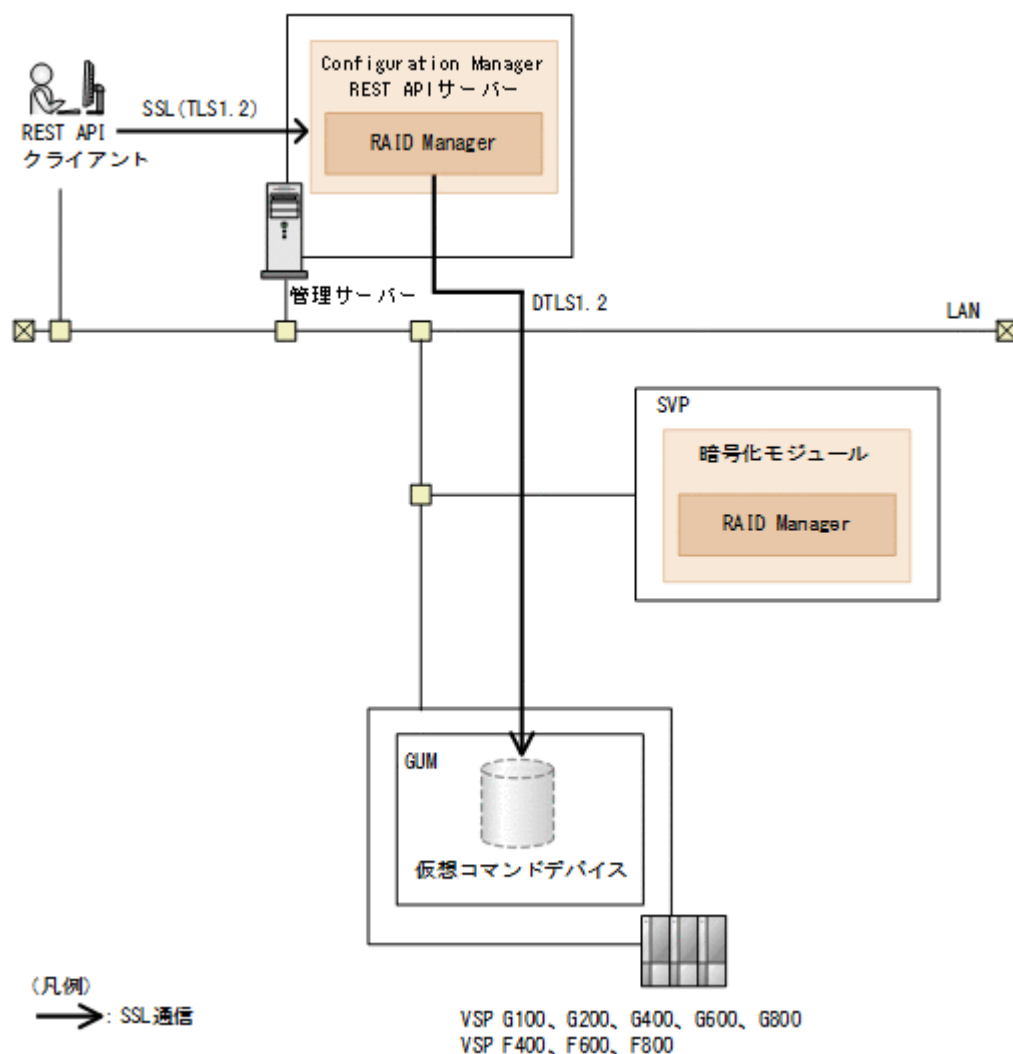 Configuration Manager
REST APIサーバー
RAID Manager
SSL(TLS1.2)
REST API
クライアント
管理サーバー
DTLS1.2
LAN
SVP
暗号化モジュール
RAID Manager
GUM
仮想コマンドデバイス
(凡例)
: SSL通信
VSP G100、G200、G400、G600、G800
VSP F400、F600、F800